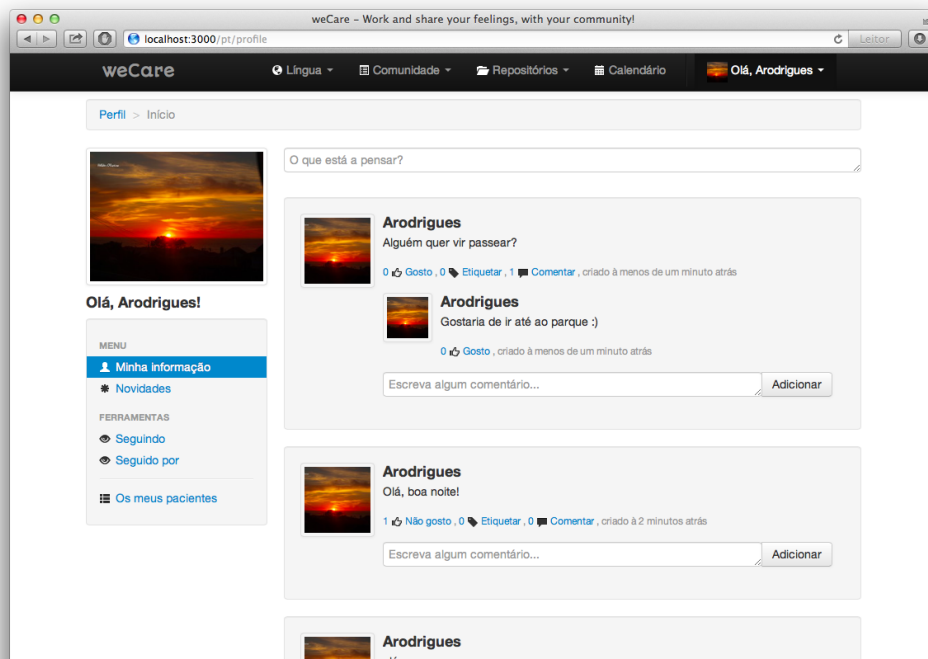 weCare – Work and share your feelings, with your community!
localhost:3000/pt/profile
Leitor
weCare
Língua
Comunidade
Repositórios
Calendário
Olá, Arodrigues
Perfil > Início
Olá, Arodrigues!
MENU
Minha informação
Novidades
FERRAMENTAS
Seguindo
Seguido por
Os meus pacientes
O que está a pensar?
Arodrigues
Alguém quer vir passear?
0 Gosto , 0 Etiquetar , 1 Comentar , criado à menos de um minuto atrás
Arodrigues
Gostaria de ir até ao parque :)
0 Gosto , criado à menos de um minuto atrás
Escreva algum comentário...
Adicionar
Arodrigues
Olá, boa noite!
1 Não gosto , 0 Etiquetar , 0 Comentar , criado à 2 minutos atrás
Escreva algum comentário...
Adicionar
Arodrigues